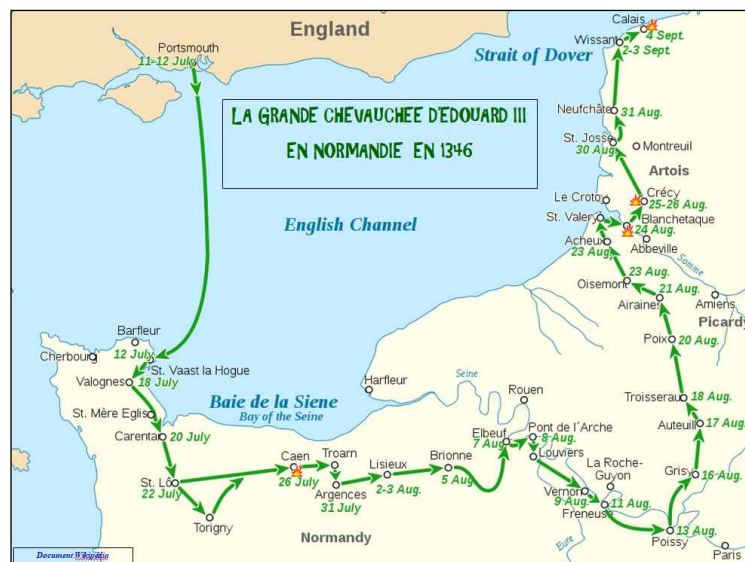 England
Portsmouth
11-12 July
LA GRANDE CHEVAUCHEE D'EDOUARD III
EN NORMANDIE EN 1346
Strait of Dover
Calais
4 Sept.
Wissant
2-3 Sept.
Neufchâte
31 Aug.
St. Josse
30 Aug.
Montreuil
Artois
Le Crotoy
Crécy
25-26 Aug.
St. Valery
Blanchetaque
24 Aug.
Acheux
23 Aug.
Abbeville
Somme
English Channel
Oisemont
23 Aug.
Airaines
21 Aug.
Amiens
Picardy
Poix
20 Aug.
Barfleur
Cherbourg
12 July
St. Vaast la Hogue
Valognes
18 July
St. Mère Eglis
Carentan
20 July
St. Lô
22 July
Torigny
Baie de la Siene
Bay of the Seine
Harfleur
Seine
Rouen
Caen
26 July
Troarn
Argences
31 July
Lisieux
2-3 Aug.
Brionne
5 Aug.
Elbeuf
7 Aug.
Pont de l´Arche
8 Aug.
Louviers
La Roche-
Guyon
Vernon
9 Aug.
Freneuse
11 Aug.
Eure
Troisserau
18 Aug.
Auteuill
17 Aug.
Grisy
16 Aug.
Poissy
13 Aug.
Paris
Normandy
Document Wikipédia